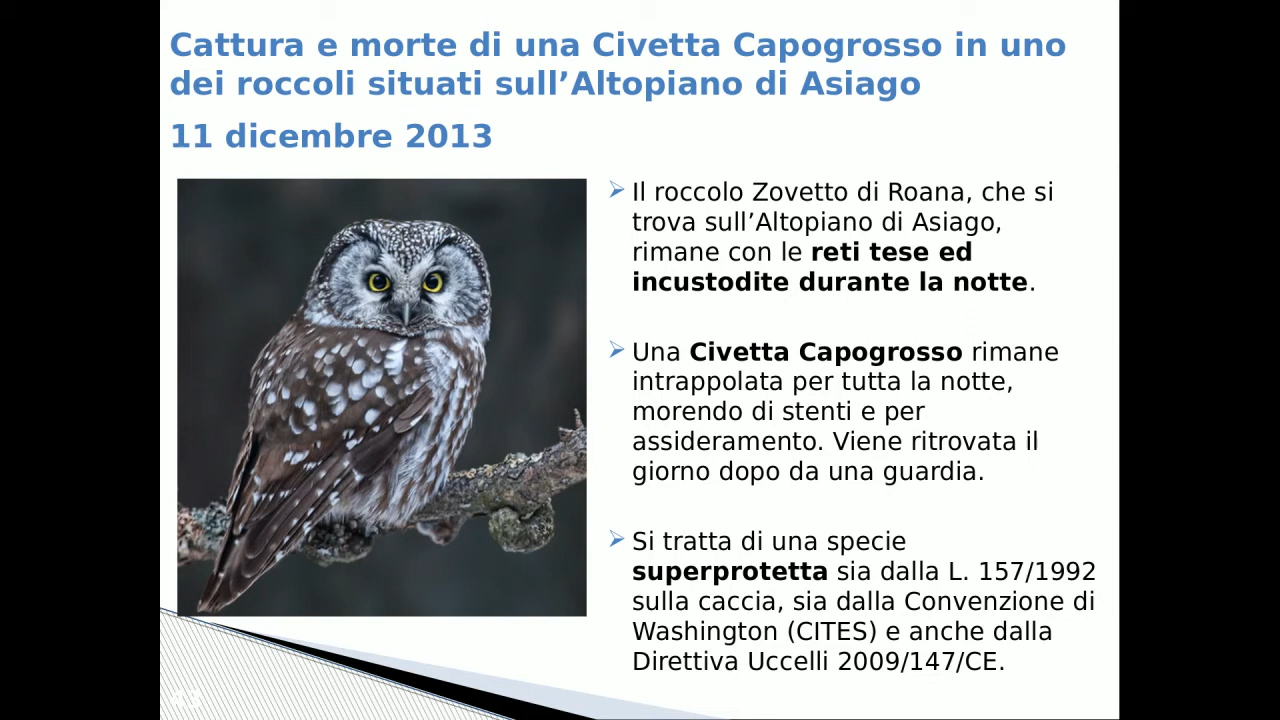 Cattura e morte di una Civetta Capogrosso in uno
dei roccoli situati sull’Altopiano di Asiago
11 dicembre 2013
Il roccolo Zovetto di Roana, che si
trova sull’Altopiano di Asiago,
rimane con le reti tese ed
incustodite durante la notte.
Una Civetta Capogrosso rimane
intrappolata per tutta la notte,
morendo di stenti e per
assideramento. Viene ritrovata il
giorno dopo da una guardia.
Si tratta di una specie
superprotetta sia dalla L. 157/1992
sulla caccia, sia dalla Convenzione di
Washington (CITES) e anche dalla
Direttiva Uccelli 2009/147/CE.